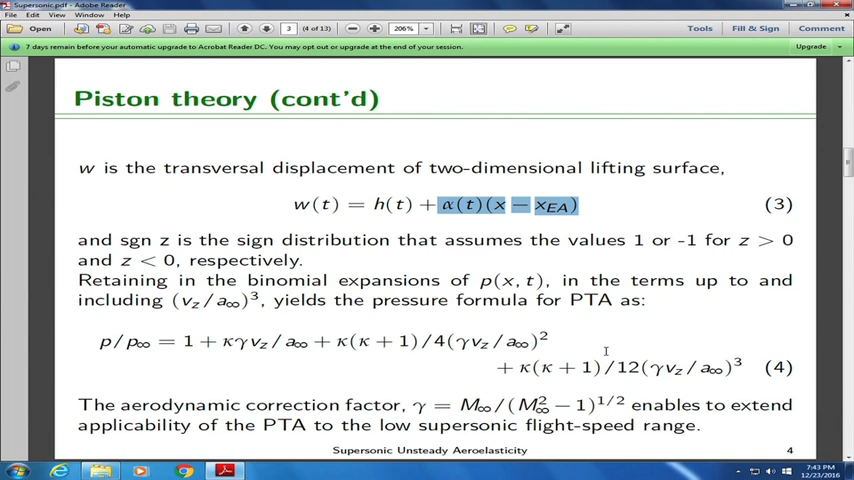 Supersonic.pdf - Adobe Reader
File Edit View Window Help
Open 3 (4 of 13) 206% Tools Fill & Sign Comment
7 days remain before your automatic upgrade to Acrobat Reader DC. You may opt out or upgrade at the end of your session. Upgrade
Piston theory (cont'd)
w is the transversal displacement of two-dimensional lifting surface,
w(t) = h(t) + α(t)(x − x_EA) (3)
and sgn z is the sign distribution that assumes the values 1 or -1 for z > 0
and z < 0, respectively.
Retaining in the binomial expansions of p(x, t), in the terms up to and
including (v_z/a_∞)^3, yields the pressure formula for PTA as:
p/p_∞ = 1 + κγv_z/a_∞ + κ(κ + 1)/4(γv_z/a_∞)^2
+ κ(κ + 1)/12(γv_z/a_∞)^3 (4)
The aerodynamic correction factor, γ = M_∞/(M_∞^2 − 1)^1/2 enables to extend
applicability of the PTA to the low supersonic flight-speed range.
Supersonic Unsteady Aeroelasticity 4
7:43 PM
12/23/2016